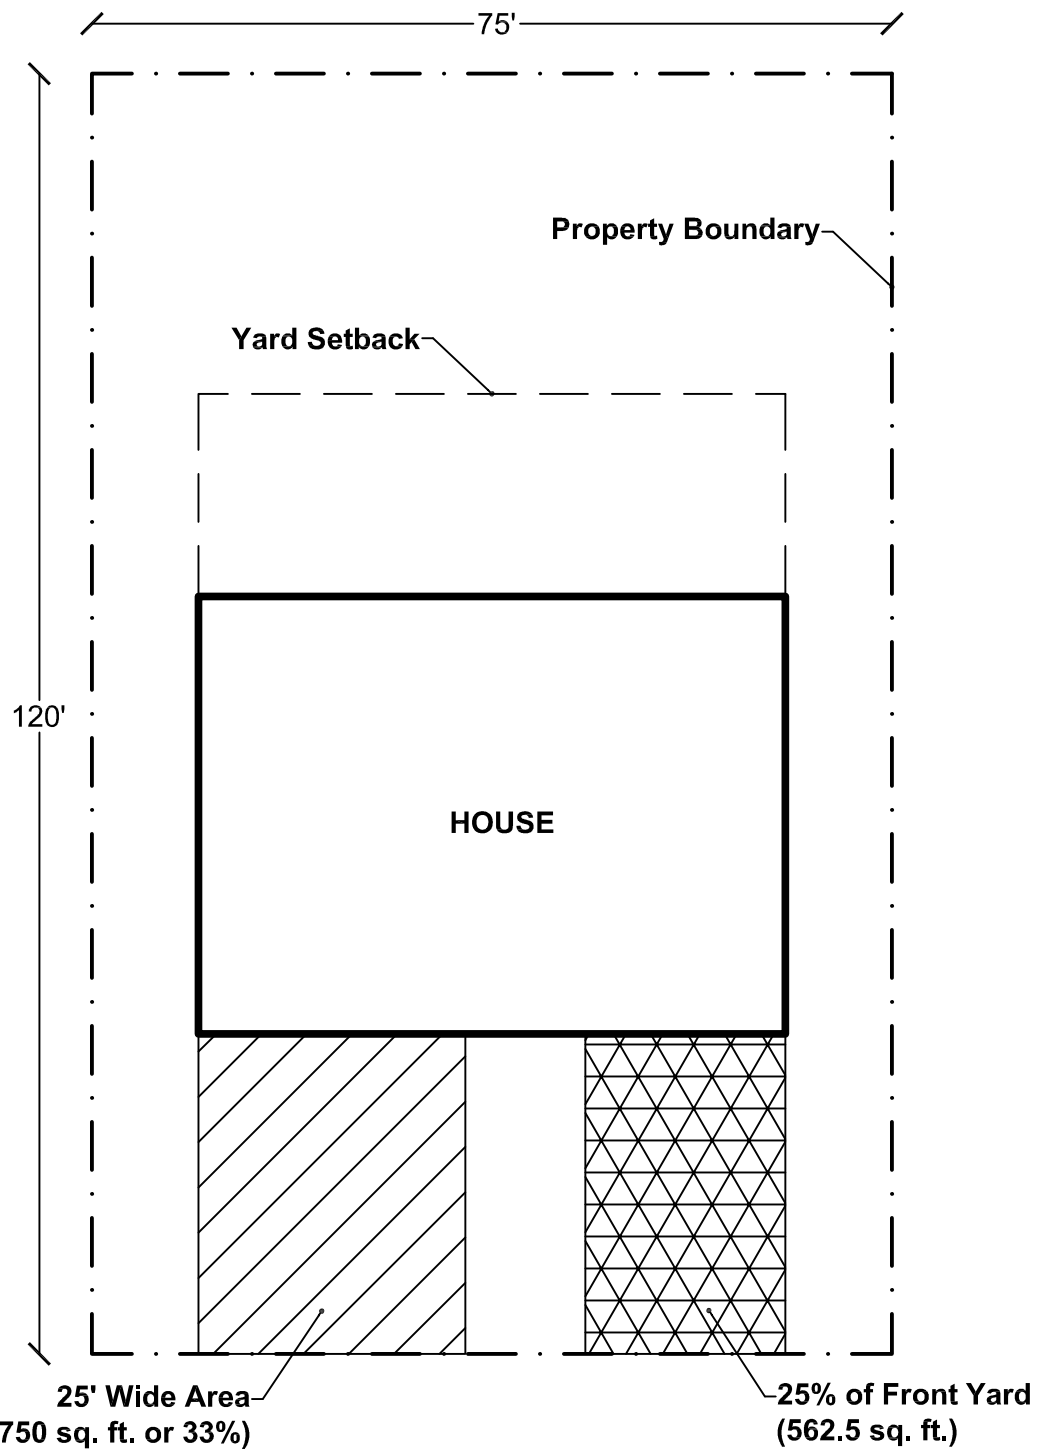 75'
Property Boundary
Yard Setback
120'
HOUSE
25' Wide Area
750 sq. ft. or 33%)
25% of Front Yard
(562.5 sq. ft.)